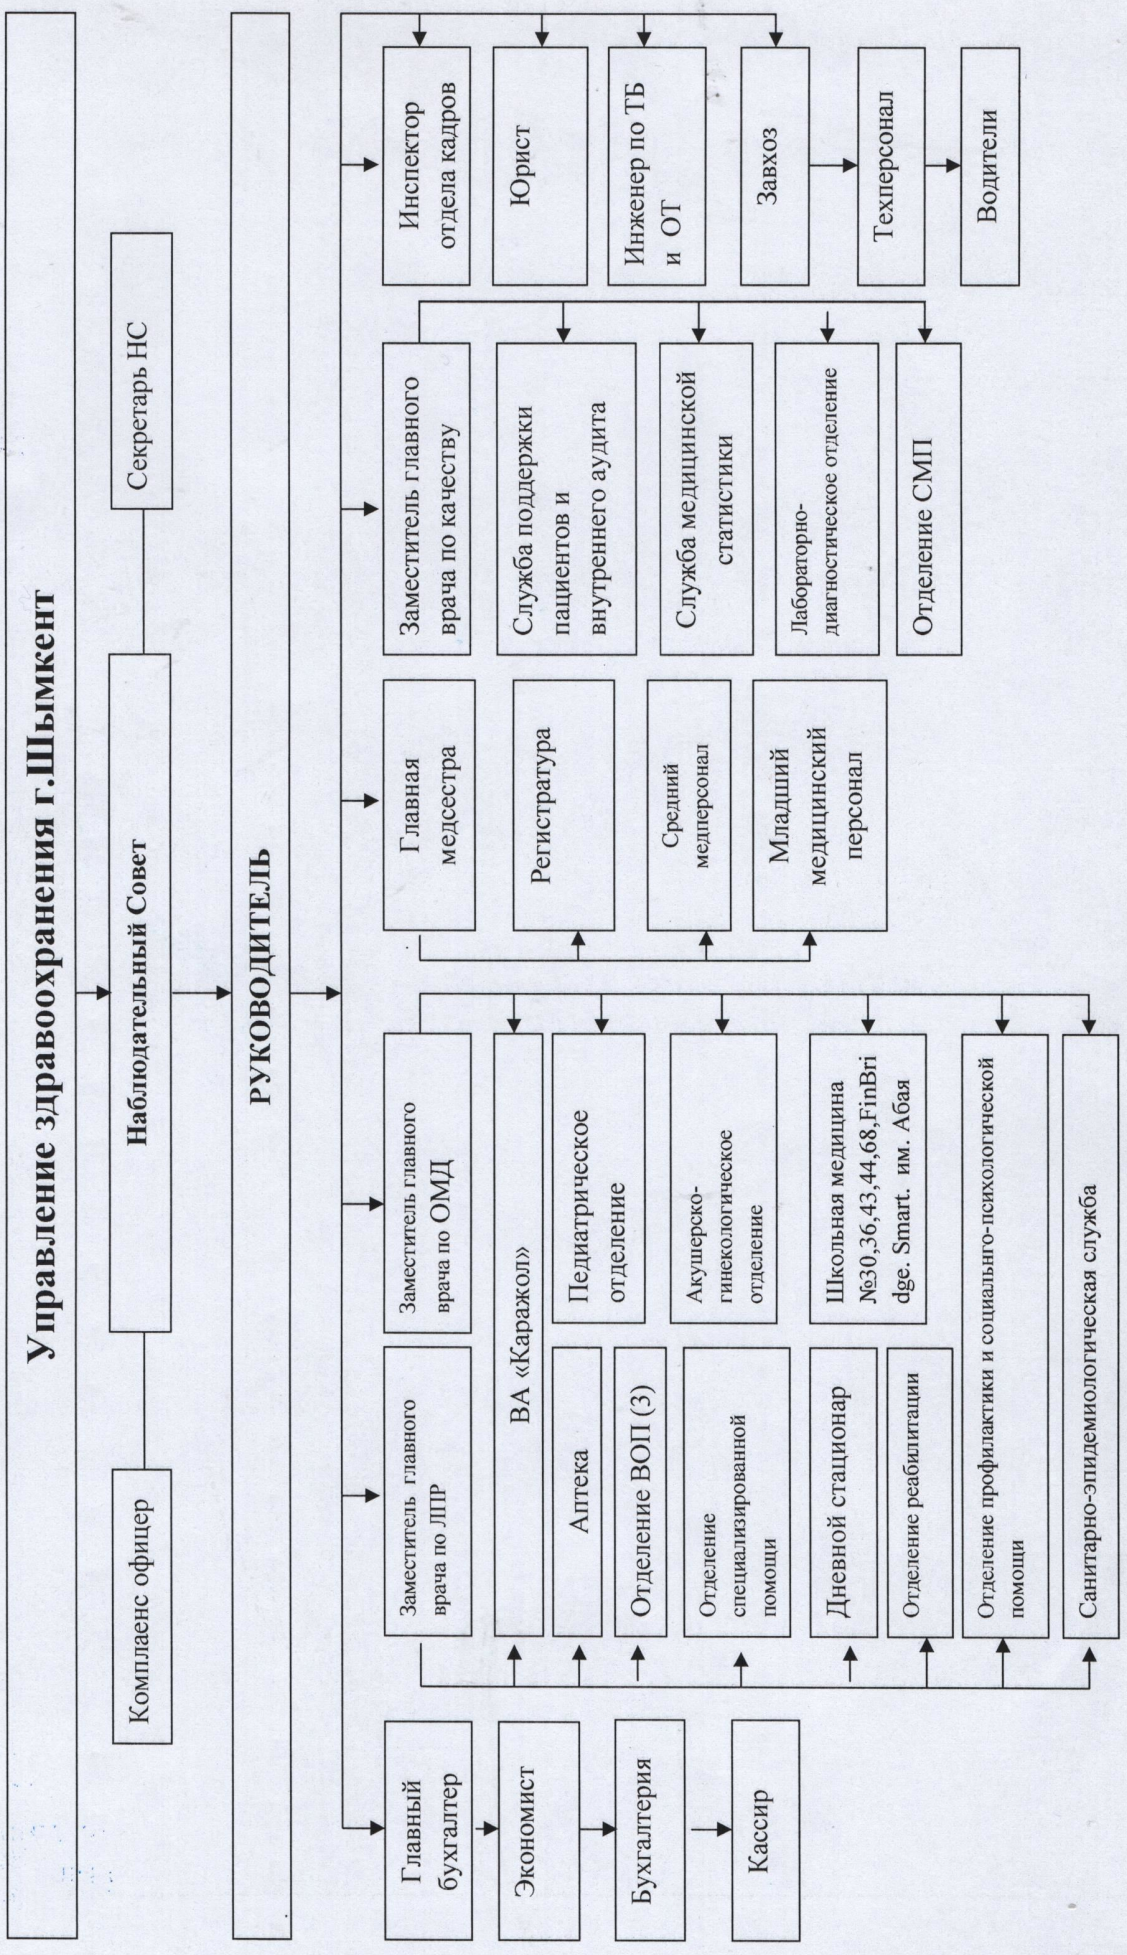 Управление здравоохранения г.Шымкент
Комплаенс офицер
Наблюдательный Совет
Секретарь НС
РУКОВОДИТЕЛЬ
Главный
бухгалтер
Экономист
Бухгалтерия
Кассир
Заместитель главного
врача по ЛПР
Заместитель главного
врача по ОМД
ВА «Каражол»
Аптека
Отделение ВОП (3)
Отделение
специализированной
помощи
Дневной стационар
Отделение реабилитации
Педиатрическое
отделение
Акушерско-
гинекологическое
отделение
Школьная медицина
№30,36,43,44,68,FinBri
dge. Smart. им. Абая
Отделение профилактики и социальнго-психологической
помощи
Санитарно-эпидемиологическая служба
Главная
медсестра
Регистратура
Средний
медперсонал
Младший
медицинский
персонал
Заместитель главного
врача по качеству
Служба поддержки
пациентов и
внутреннего аудита
Служба медицинской
статистики
Лабораторно-
диагностическое отделение
Отделение СМП
Инспектор
отдела кадров
Юрист
Инженер по ТБ
и ОТ
Завхоз
Техперсонал
Водители